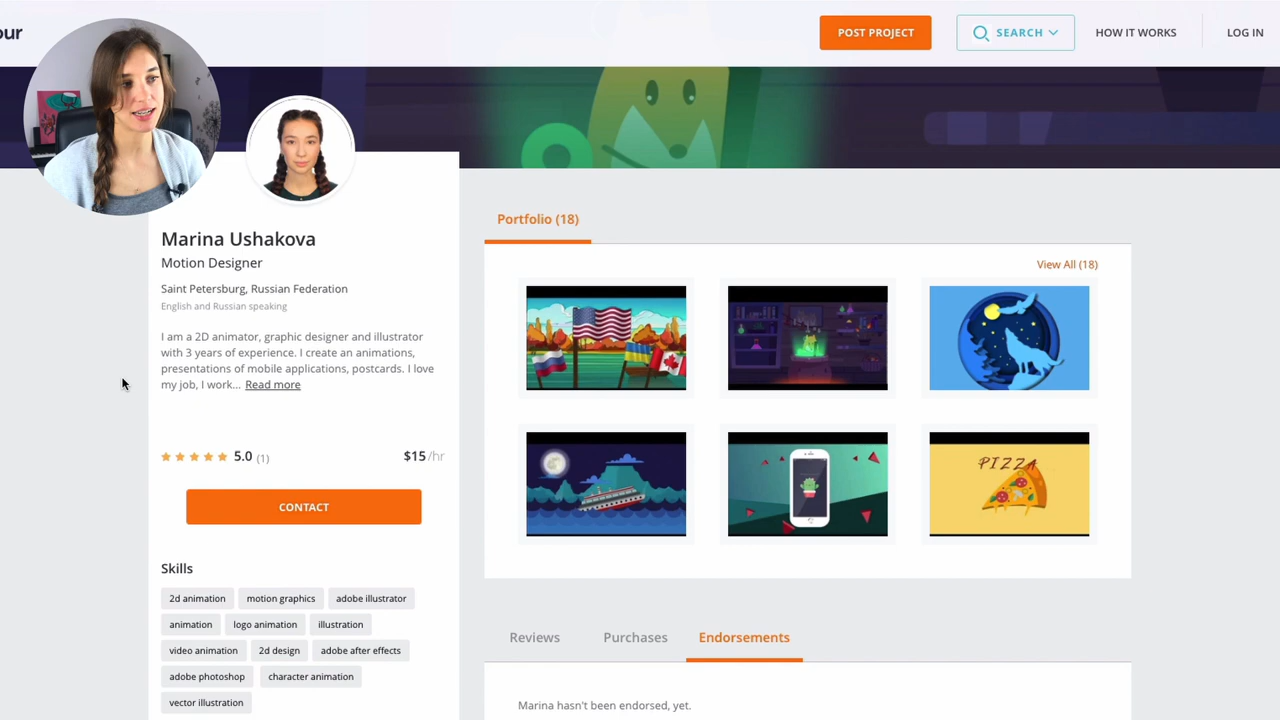 our
POST PROJECT
SEARCH
HOW IT WORKS
LOG IN
Marina Ushakova
Motion Designer
Saint Petersburg, Russian Federation
English and Russian speaking
I am a 2D animator, graphic designer and illustrator
with 3 years of experience. I create an animations,
presentations of mobile applications, postcards. I love
my job, I work... Read more
5.0 (1)
$15/hr
CONTACT
Skills
2d animation
motion graphics
adobe illustrator
animation
logo animation
illustration
video animation
2d design
adobe after effects
adobe photoshop
character animation
vector illustration
Portfolio (18)
View All (18)
PIZZA
Reviews
Purchases
Endorsements
Marina hasn't been endorsed, yet.